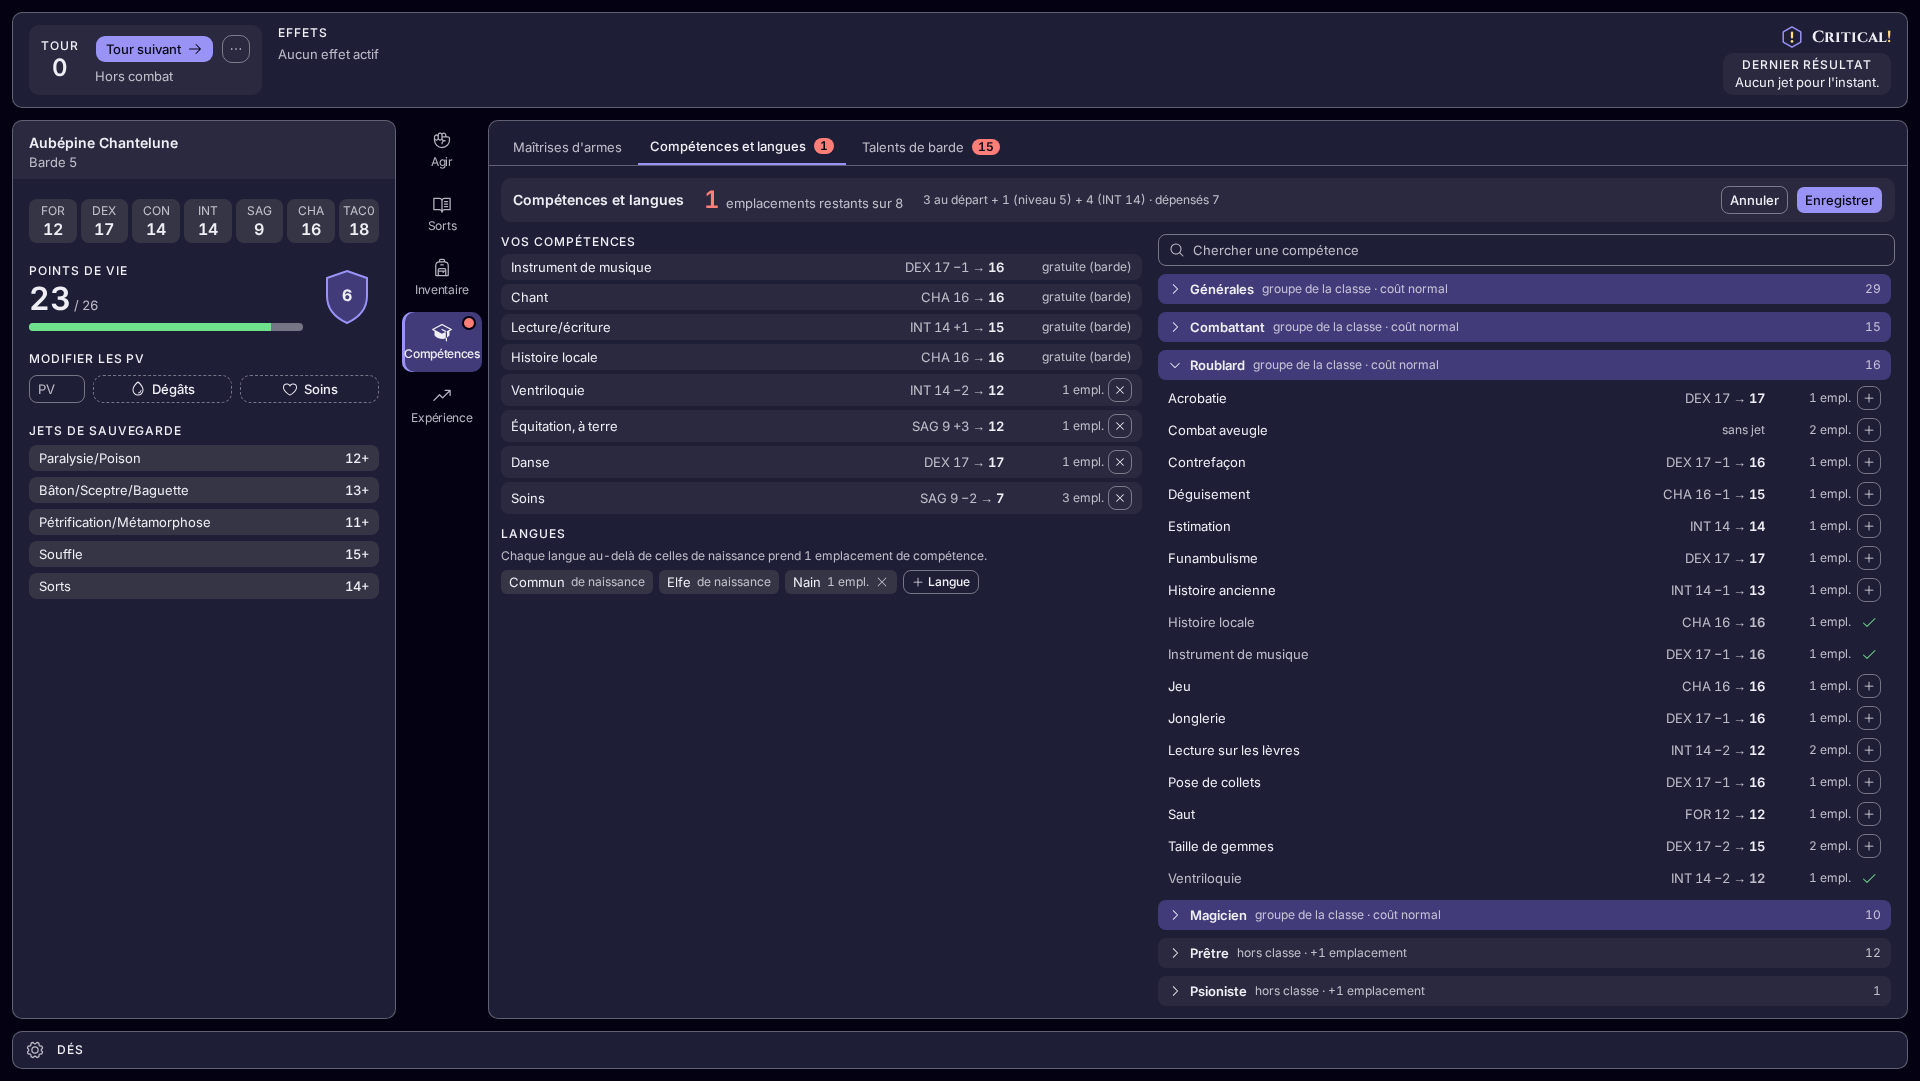 TOUR
0
Tour suivant →
Hors combat
EFFETS
Aucun effet actif
CRITICAL!
DERNIER RÉSULTAT
Aucun jet pour l'instant.
Aubépine Chantelune
Barde 5
FOR 12
DEX 17
CON 14
INT 14
SAG 9
CHA 16
TAC0 18
POINTS DE VIE
23 / 26
6
MODIFIER LES PV
PV
Dégâts
Soins
JETS DE SAUVEGARDE
Paralysie/Poison 12+
Bâton/Sceptre/Baguette 13+
Pétrification/Métamorphose 11+
Souffle 15+
Sorts 14+
Agir
Sorts
Inventaire
Compétences
Expérience
Maîtrises d'armes
Compétences et langues 1
Talents de barde 15
Compétences et langues 1 emplacements restants sur 8 3 au départ + 1 (niveau 5) + 4 (INT 14) · dépensés 7
Annuler
Enregistrer
VOS COMPÉTENCES
Instrument de musique DEX 17 −1 → 16 gratuite (barde)
Chant CHA 16 → 16 gratuite (barde)
Lecture/écriture INT 14 +1 → 15 gratuite (barde)
Histoire locale CHA 16 → 16 gratuite (barde)
Ventriloquie INT 14 −2 → 12 1 empl.
Équitation, à terre SAG 9 +3 → 12 1 empl.
Danse DEX 17 → 17 1 empl.
Soins SAG 9 −2 → 7 3 empl.
LANGUES
Chaque langue au-delà de celles de naissance prend 1 emplacement de compétence.
Commun de naissance
Elfe de naissance
Nain 1 empl.
+ Langue
Chercher une compétence
Générales groupe de la classe · coût normal 29
Combattant groupe de la classe · coût normal 15
Roublard groupe de la classe · coût normal 16
Acrobatie DEX 17 → 17 1 empl.
Combat aveugle sans jet 2 empl.
Contrefaçon DEX 17 −1 → 16 1 empl.
Déguisement CHA 16 −1 → 15 1 empl.
Estimation INT 14 → 14 1 empl.
Funambulisme DEX 17 → 17 1 empl.
Histoire ancienne INT 14 −1 → 13 1 empl.
Histoire locale CHA 16 → 16 1 empl.
Instrument de musique DEX 17 −1 → 16 1 empl.
Jeu CHA 16 → 16 1 empl.
Jonglerie DEX 17 −1 → 16 1 empl.
Lecture sur les lèvres INT 14 −2 → 12 2 empl.
Pose de collets DEX 17 −1 → 16 1 empl.
Saut FOR 12 → 12 1 empl.
Taille de gemmes DEX 17 −2 → 15 2 empl.
Ventriloquie INT 14 −2 → 12 1 empl.
Magicien groupe de la classe · coût normal 10
Prêtre hors classe · +1 emplacement 12
Psioniste hors classe · +1 emplacement 1
DÉS